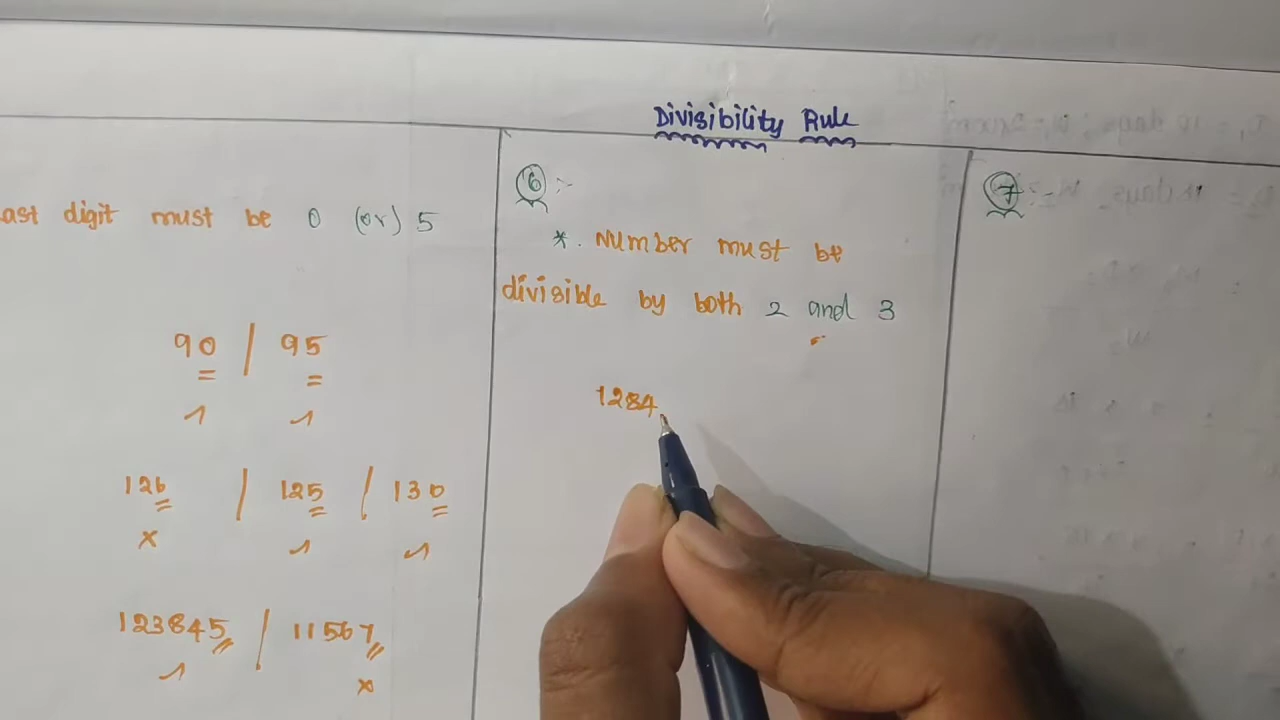 Divisibility Rule
ast digit must be 0 (or) 5
90 / 95
126 / 125 / 130
x
123845 / 11567
x
6 :-
*. Number must be
divisible by both 2 and 3
1284
7 :-